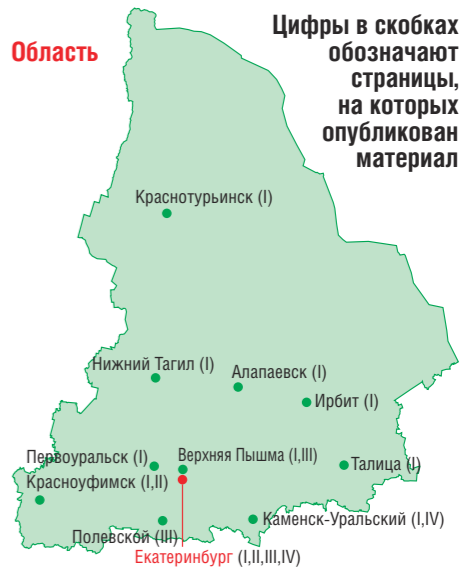 Область
Цифры в скобках
обозначают
страницы,
на которых
опубликован
материал
Краснотурьинск (I)
Нижний Тагил (I)
Алапаевск (I)
Ирбит (I)
Первоуральск (I)
Верхняя Пышма (I,III)
Талица (I)
Красноуфимск (I,II)
Полевской (III)
Каменск-Уральский (I,IV)
Екатеринбург (I,II,III,IV)